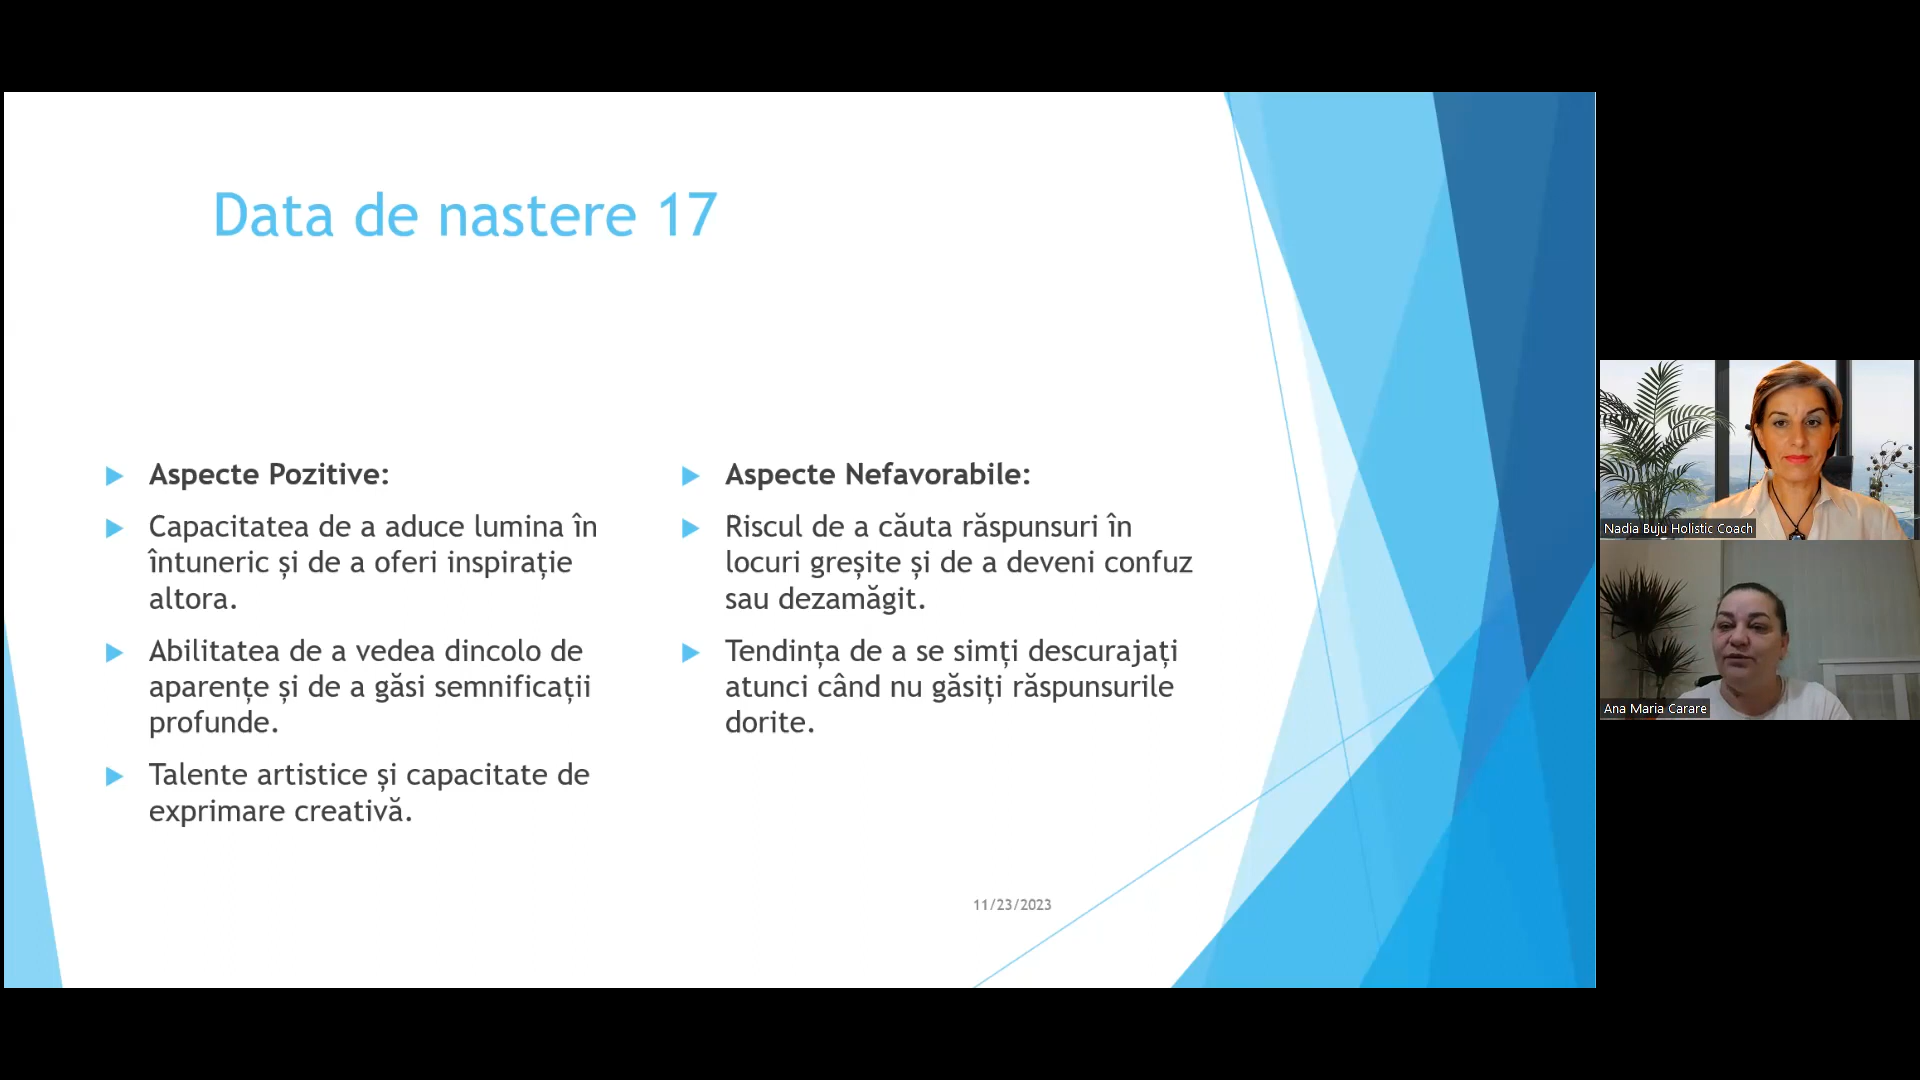 Data de nastere 17
Aspecte Pozitive:
Capacitatea de a aduce lumina în
întuneric și de a oferi inspirație
altora.
Abilitatea de a vedea dincolo de
aparențe și de a găsi semnificații
profunde.
Talente artistice și capacitate de
exprimare creativă.
Aspecte Nefavorabile:
Riscul de a căuta răspunsuri în
locuri greșite și de a deveni confuz
sau dezamăgit.
Tendința de a se simți descurajați
atunci când nu găsiți răspunsurile
dorite.
11/23/2023
Nadia Buju Holistic Coach
Ana Maria Carare